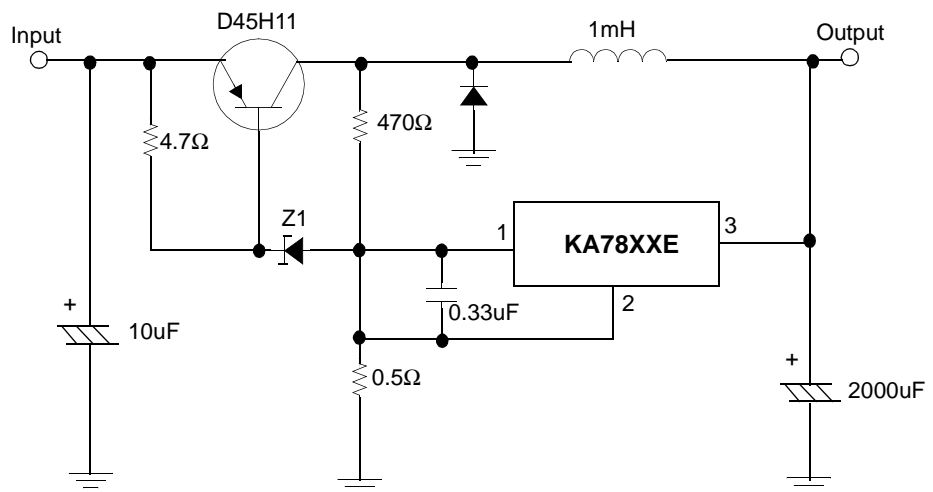 D45H11
Input
1mH
Output
4.7Ω
470Ω
Z1
1
KA78XXE
3
2
0.33uF
+
10uF
0.5Ω
+
2000uF